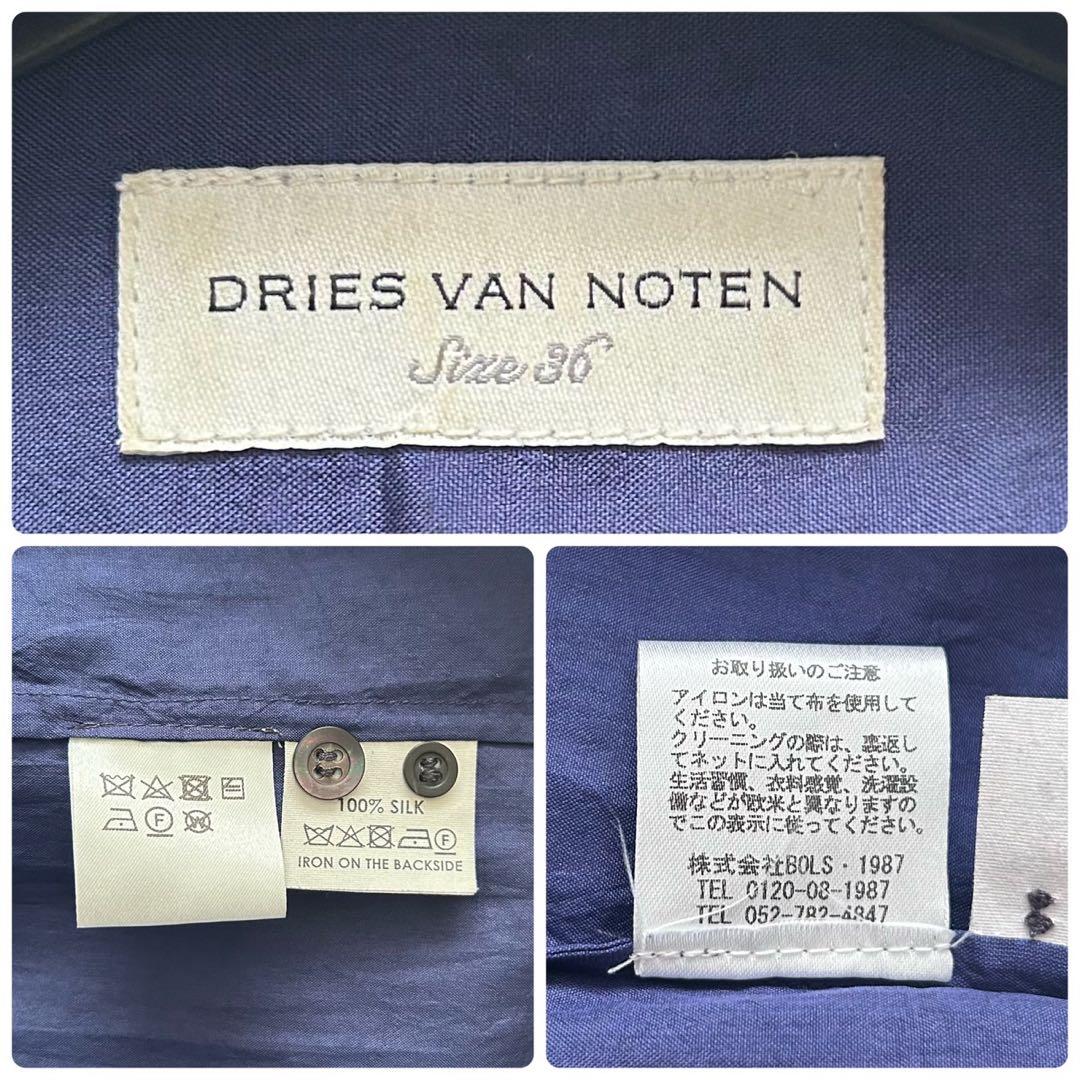 DRIES VAN NOTEN
Size 36
100% SILK
IRON ON THE BACKSIDE
お取り扱いのご注意
アイロンは当て布を使用して
ください。
クリーニングの際は、裏返し
てネットに入れてください。
生活習慣、衣料感覚、洗濯設
備などが欧米と異なりますの
でこの表示に従ってください。
株式会社BOLS・1987
TEL 0120-08-1987
TEL 052-782-4847